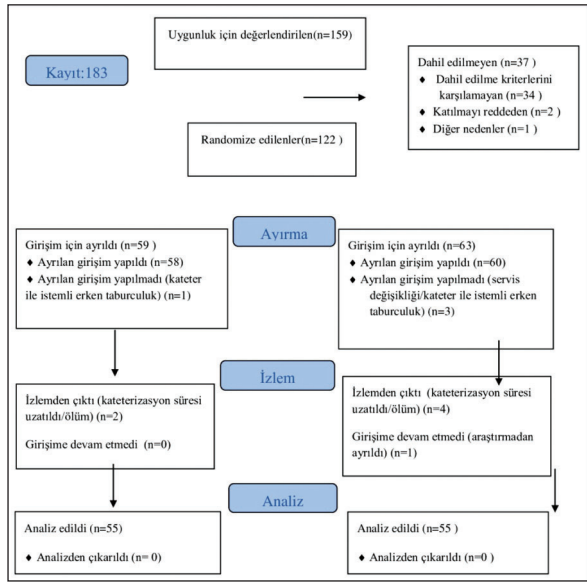 Uygunluk için değerlendirilen(n=159)
Kayıt:183
Dahil edilmeyen (n=37 )
♦ Dahil edilme kriterlerini
karşılamayan (n=34 )
♦ Katılmayı reddeden (n=2 )
♦ Diğer nedenler (n=1 )
Randomize edilenler(n=122 )
Ayırma
Girişim için ayrıldı (n=59 )
♦ Ayrılan girişim yapıldı (n=58)
♦ Ayrılan girişim yapılmadı (kateter
ile istemli erken taburculuk) (n=1)
Girişim için ayrıldı (n=63)
♦ Ayrılan girişim yapıldı (n=60)
♦ Ayrılan girişim yapılmadı (servis
değişikliği/kateter ile istemli erken
taburculuk) (n=3)
İzlem
İzlemden çıktı (kateterizasyon süresi
uzatıldı/ölüm) (n=2)
Girişime devam etmedi (n=0)
İzlemden çıktı (kateterizasyon süresi
uzatıldı/ölüm) (n=4)
Girişime devam etmedi (araştırmadan
ayrıldı) (n=1)
Analiz
Analiz edildi (n=55)
♦ Analizden çıkarıldı (n= 0)
Analiz edildi (n=55 )
♦ Analizden çıkarıldı (n=0 )